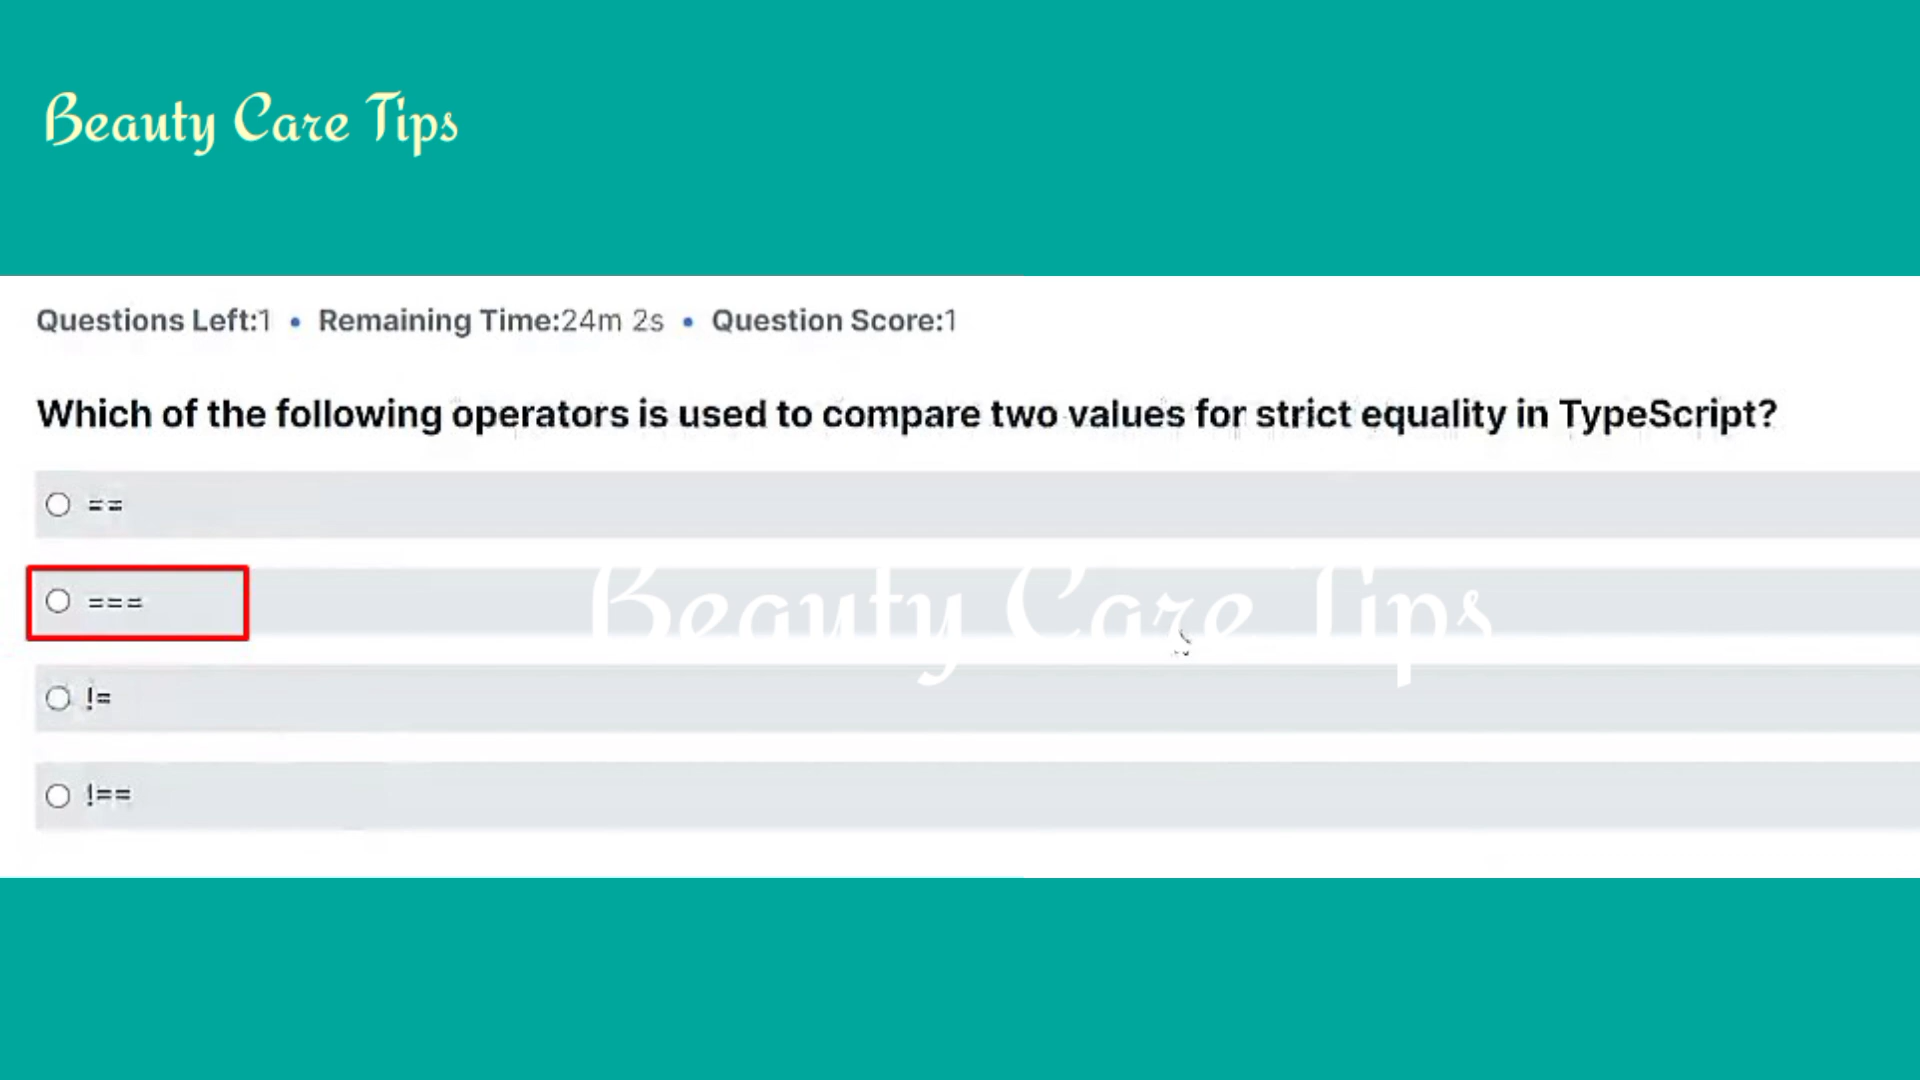 Beauty Care Tips
Questions Left:1 • Remaining Time:24m 2s • Question Score:1
Which of the following operators is used to compare two values for strict equality in TypeScript?
==
===
Beauty Care Tips
!=
!==